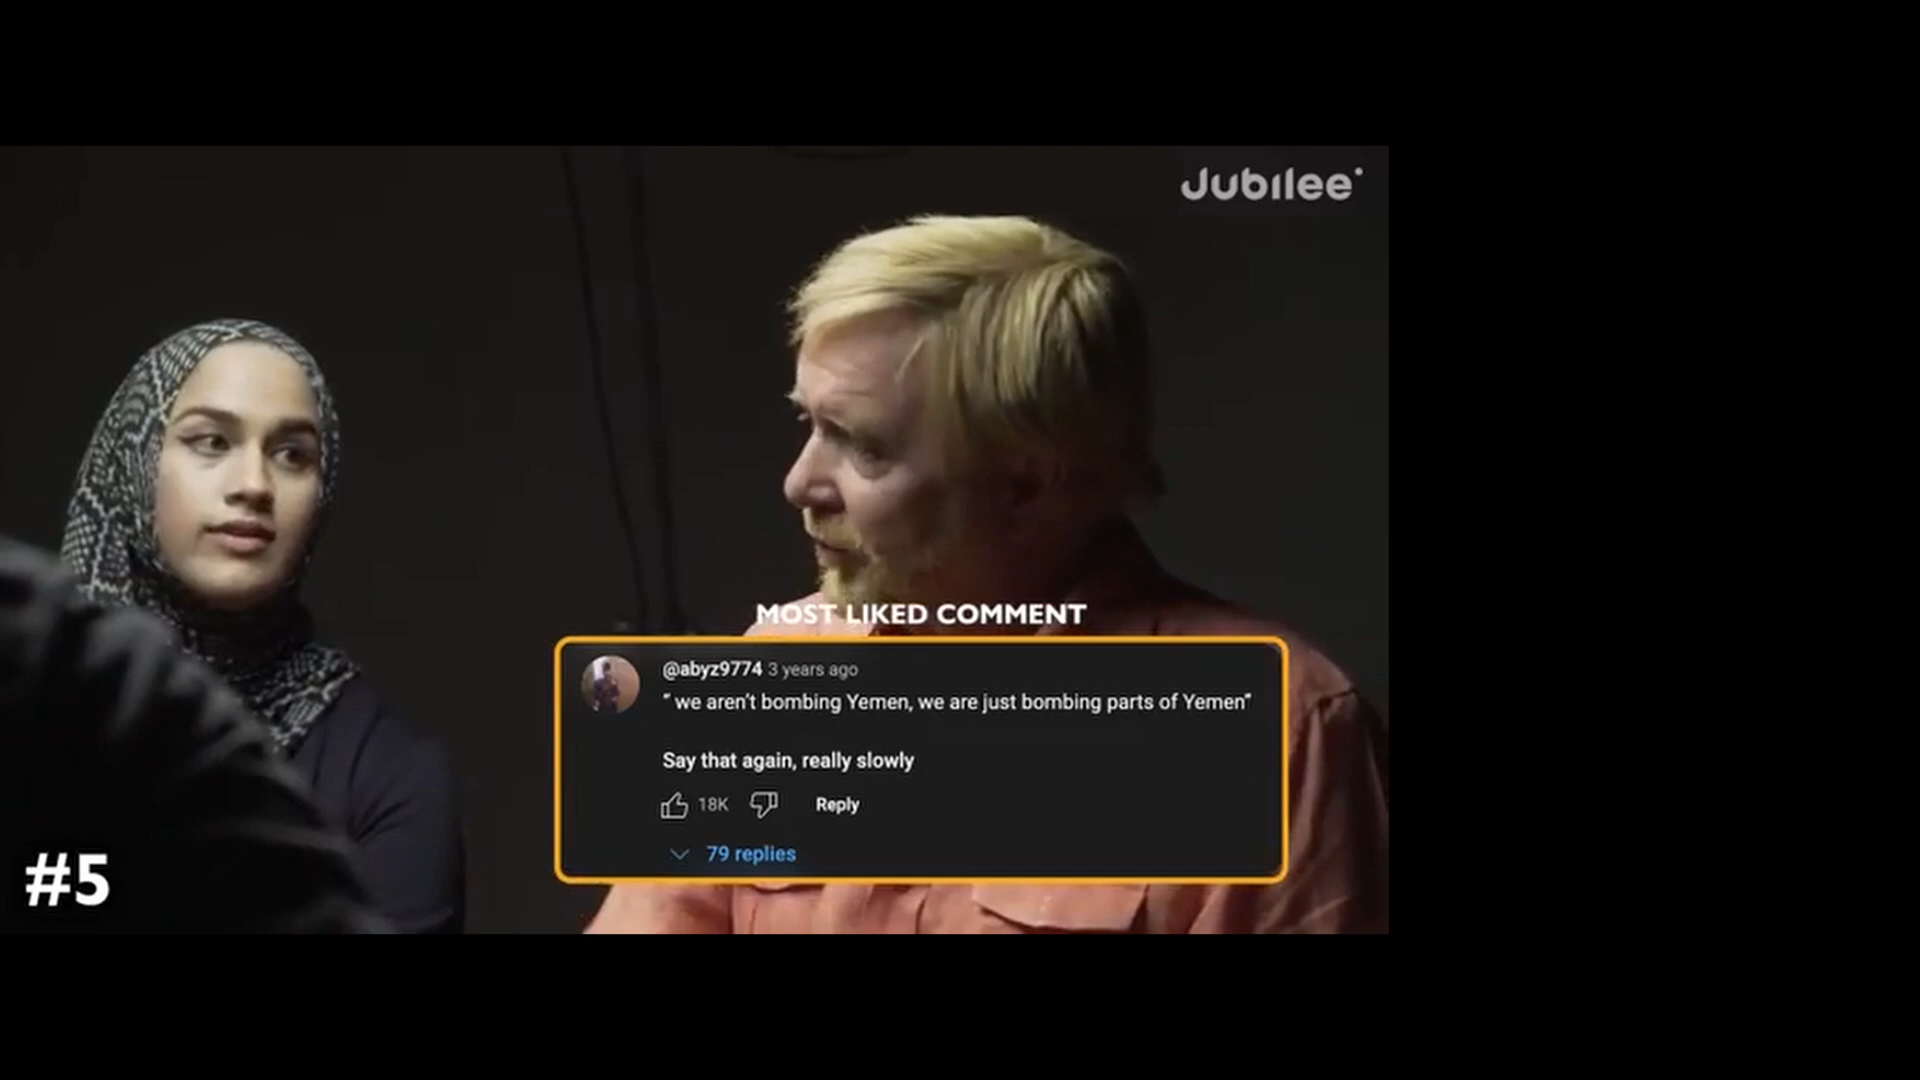 Jubilee
MOST LIKED COMMENT
@abyz9774 3 years ago
" we aren't bombing Yemen, we are just bombing parts of Yemen"
Say that again, really slowly
18K Reply
79 replies
#5